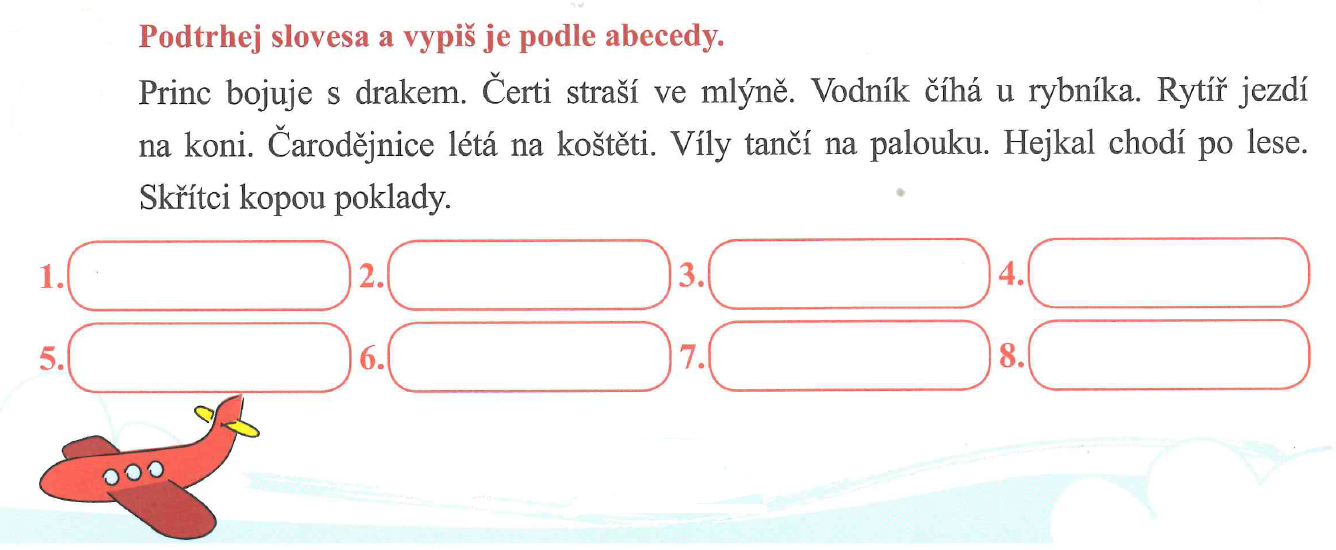 Podtrhej slovesa a vypiš je podle abecedy.
Princ bojuje s drakem. Čerti straší ve mlýně. Vodník číhá u rybníka. Rytíř jezdí
na koni. Čarodějnice létá na koštěti. Víly tančí na palouku. Hejkal chodí po lese.
Skřítci kopou poklady.
1. 2. 3. 4.
5. 6. 7. 8.